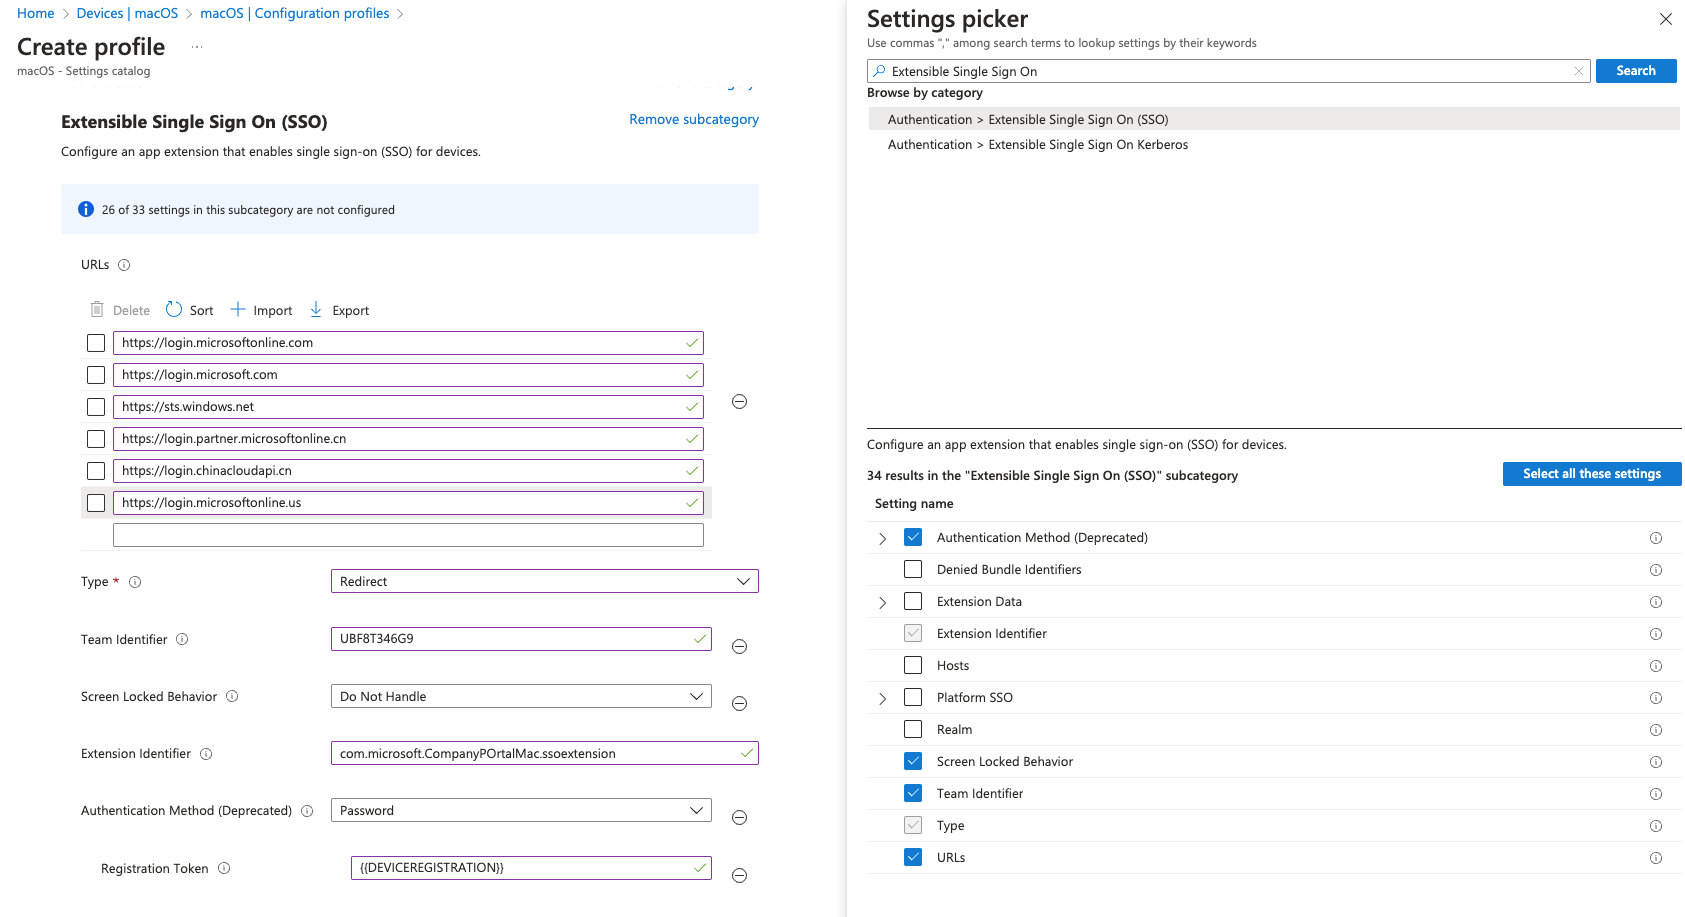 Home > Devices | macOS > macOS | Configuration profiles >
Create profile ...
macOS - Settings catalog
Extensible Single Sign On (SSO)
Remove subcategory
Configure an app extension that enables single sign-on (SSO) for devices.
26 of 33 settings in this subcategory are not configured
URLs
Delete Sort Import Export
https://login.microsoftonline.com
https://login.microsoft.com
https://sts.windows.net
https://login.partner.microsoftonline.cn
https://login.chinacloudapi.cn
https://login.microsoftonline.us
Type * Redirect
Team Identifier UBF8T346G9
Screen Locked Behavior Do Not Handle
Extension Identifier com.microsoft.CompanyPOrtalMac.ssoextension
Authentication Method (Deprecated) Password
Registration Token {{DEVICEREGISTRATION}}
Settings picker
Use commas "," among search terms to lookup settings by their keywords
Extensible Single Sign On
Search
Browse by category
Authentication > Extensible Single Sign On (SSO)
Authentication > Extensible Single Sign On Kerberos
Configure an app extension that enables single sign-on (SSO) for devices.
34 results in the "Extensible Single Sign On (SSO)" subcategory
Select all these settings
Setting name
Authentication Method (Deprecated)
Denied Bundle Identifiers
Extension Data
Extension Identifier
Hosts
Platform SSO
Realm
Screen Locked Behavior
Team Identifier
Type
URLs